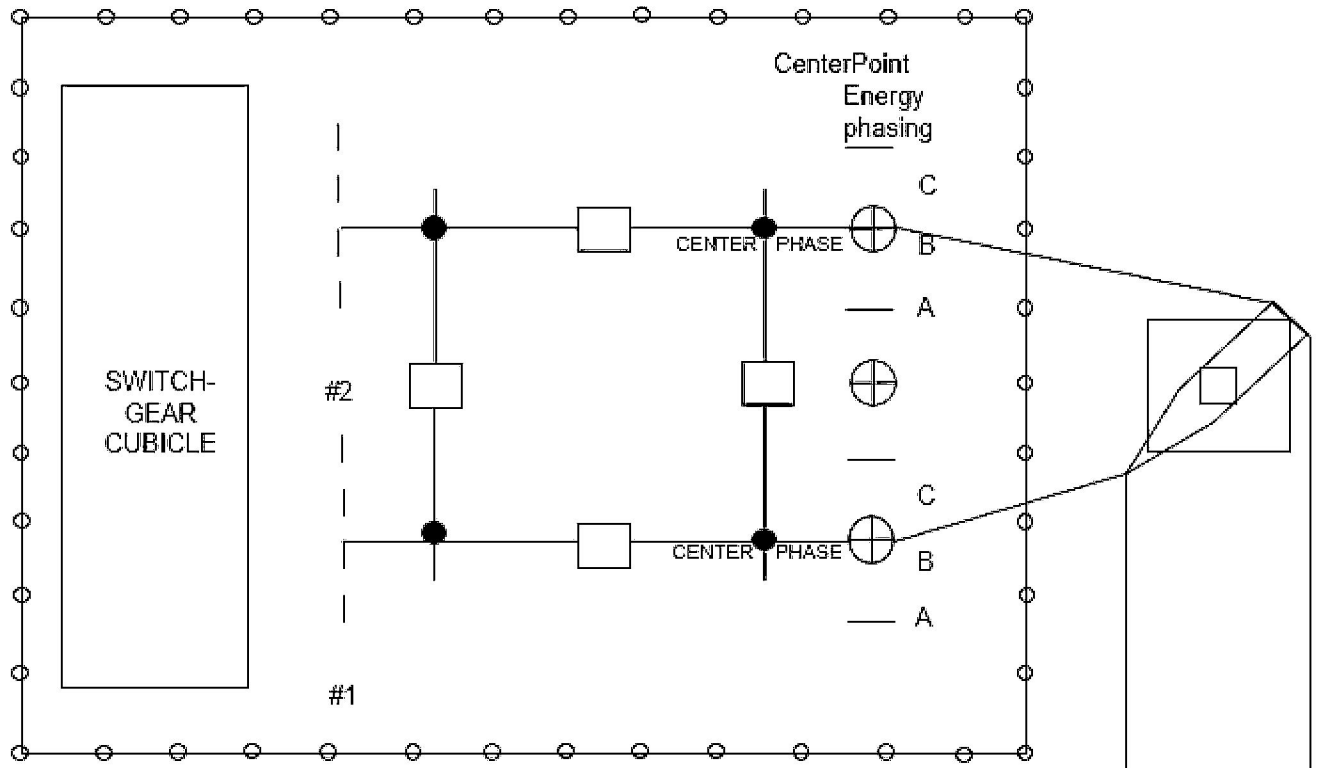 CenterPoint
Energy
phasing
C
CENTER PHASE
B
A
SWITCH-
GEAR
CUBICLE
#2
C
CENTER PHASE
B
A
#1